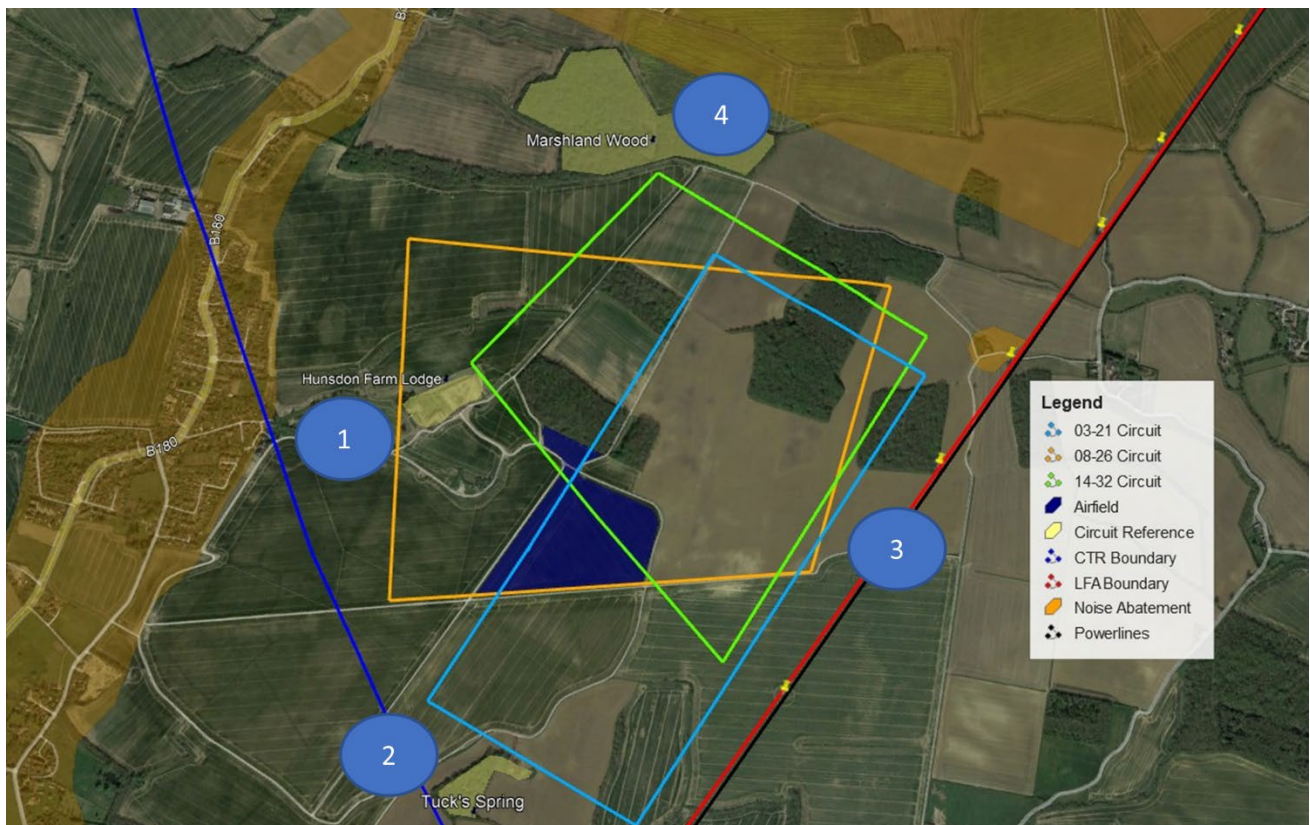 B
4
Marshland Wood
B180
Hunsdon Farm Lodge
1
B180
Legend
03-21 Circuit
08-26 Circuit
14-32 Circuit
Airfield
Circuit Reference
CTR Boundary
LFA Boundary
Noise Abatement
Powerlines
3
2
Tuck's Spring